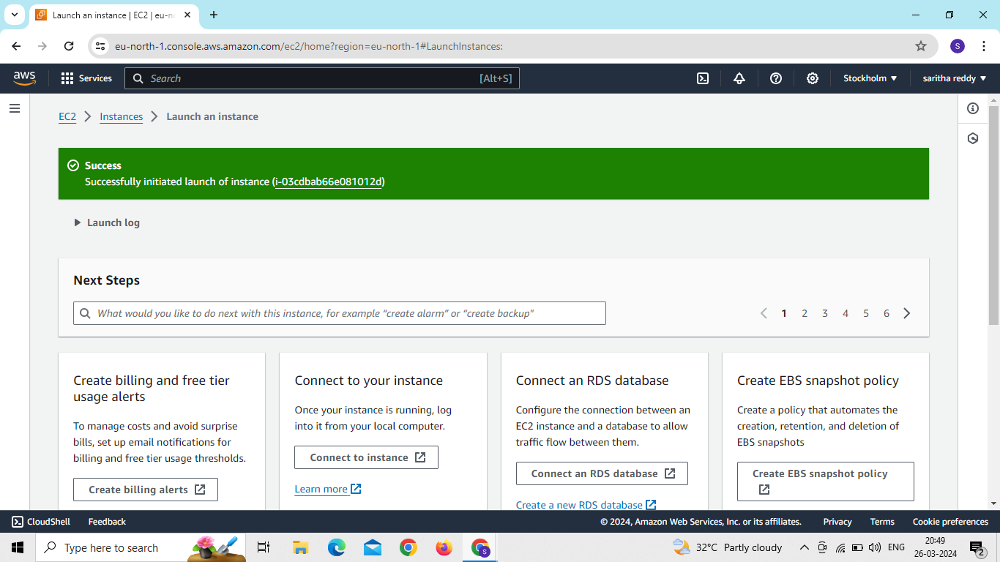 Launch an instance | EC2 | eu-n
eu-north-1.console.aws.amazon.com/ec2/home?region=eu-north-1#LaunchInstances:
S
aws
Services
Search
[Alt+S]
Stockholm
saritha reddy
EC2
Instances
Launch an instance
Success
Successfully initiated launch of instance (i-03cdbab66e081012d)
Launch log
Next Steps
What would you like to do next with this instance, for example “create alarm” or “create backup”
1 2 3 4 5 6
Create billing and free tier
usage alerts
To manage costs and avoid surprise
bills, set up email notifications for
billing and free tier usage thresholds.
Create billing alerts
Connect to your instance
Once your instance is running, log
into it from your local computer.
Connect to instance
Learn more
Connect an RDS database
Configure the connection between an
EC2 instance and a database to allow
traffic flow between them.
Connect an RDS database
Create a new RDS database
Create EBS snapshot policy
Create a policy that automates the
creation, retention, and deletion of
EBS snapshots
Create EBS snapshot policy
CloudShell
Feedback
© 2024, Amazon Web Services, Inc. or its affiliates.
Privacy
Terms
Cookie preferences
Type here to search
S
32°C Partly cloudy
ENG
20:49
26-03-2024
2